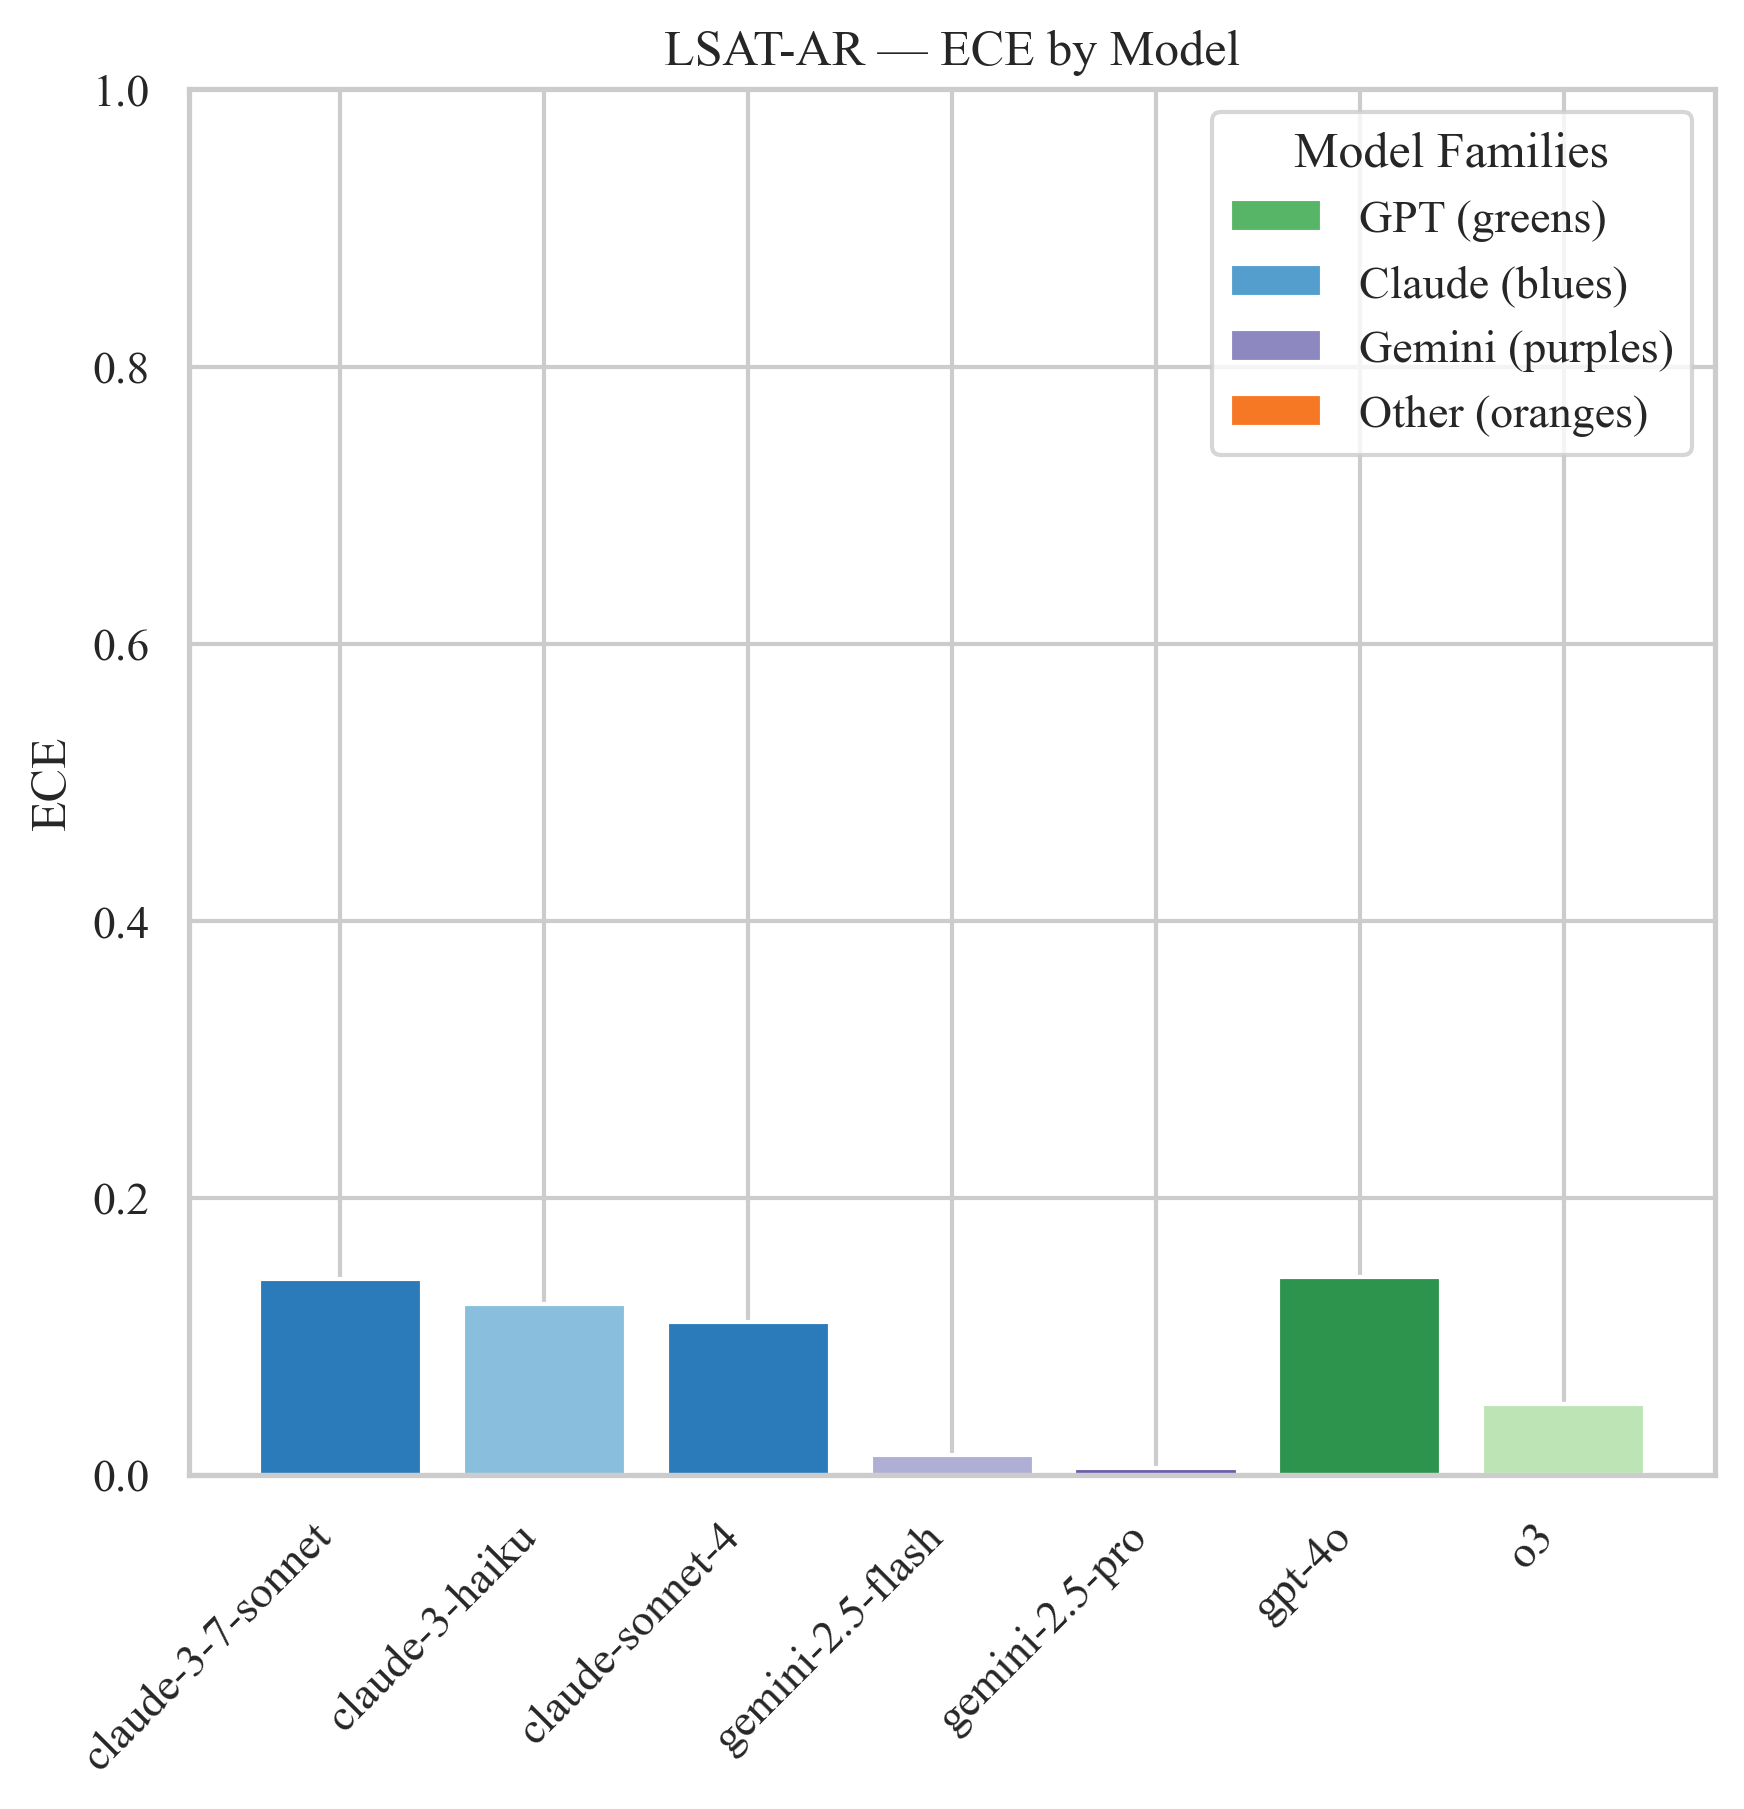 LSAT-AR — ECE by Model
1.0
0.8
0.6
0.4
0.2
0.0
ECE
Model Families
GPT (greens)
Claude (blues)
Gemini (purples)
Other (oranges)
claude-3-7-sonnet
claude-3-haiku
claude-sonnet-4
gemini-2.5-flash
gemini-2.5-pro
gpt-4o
o3